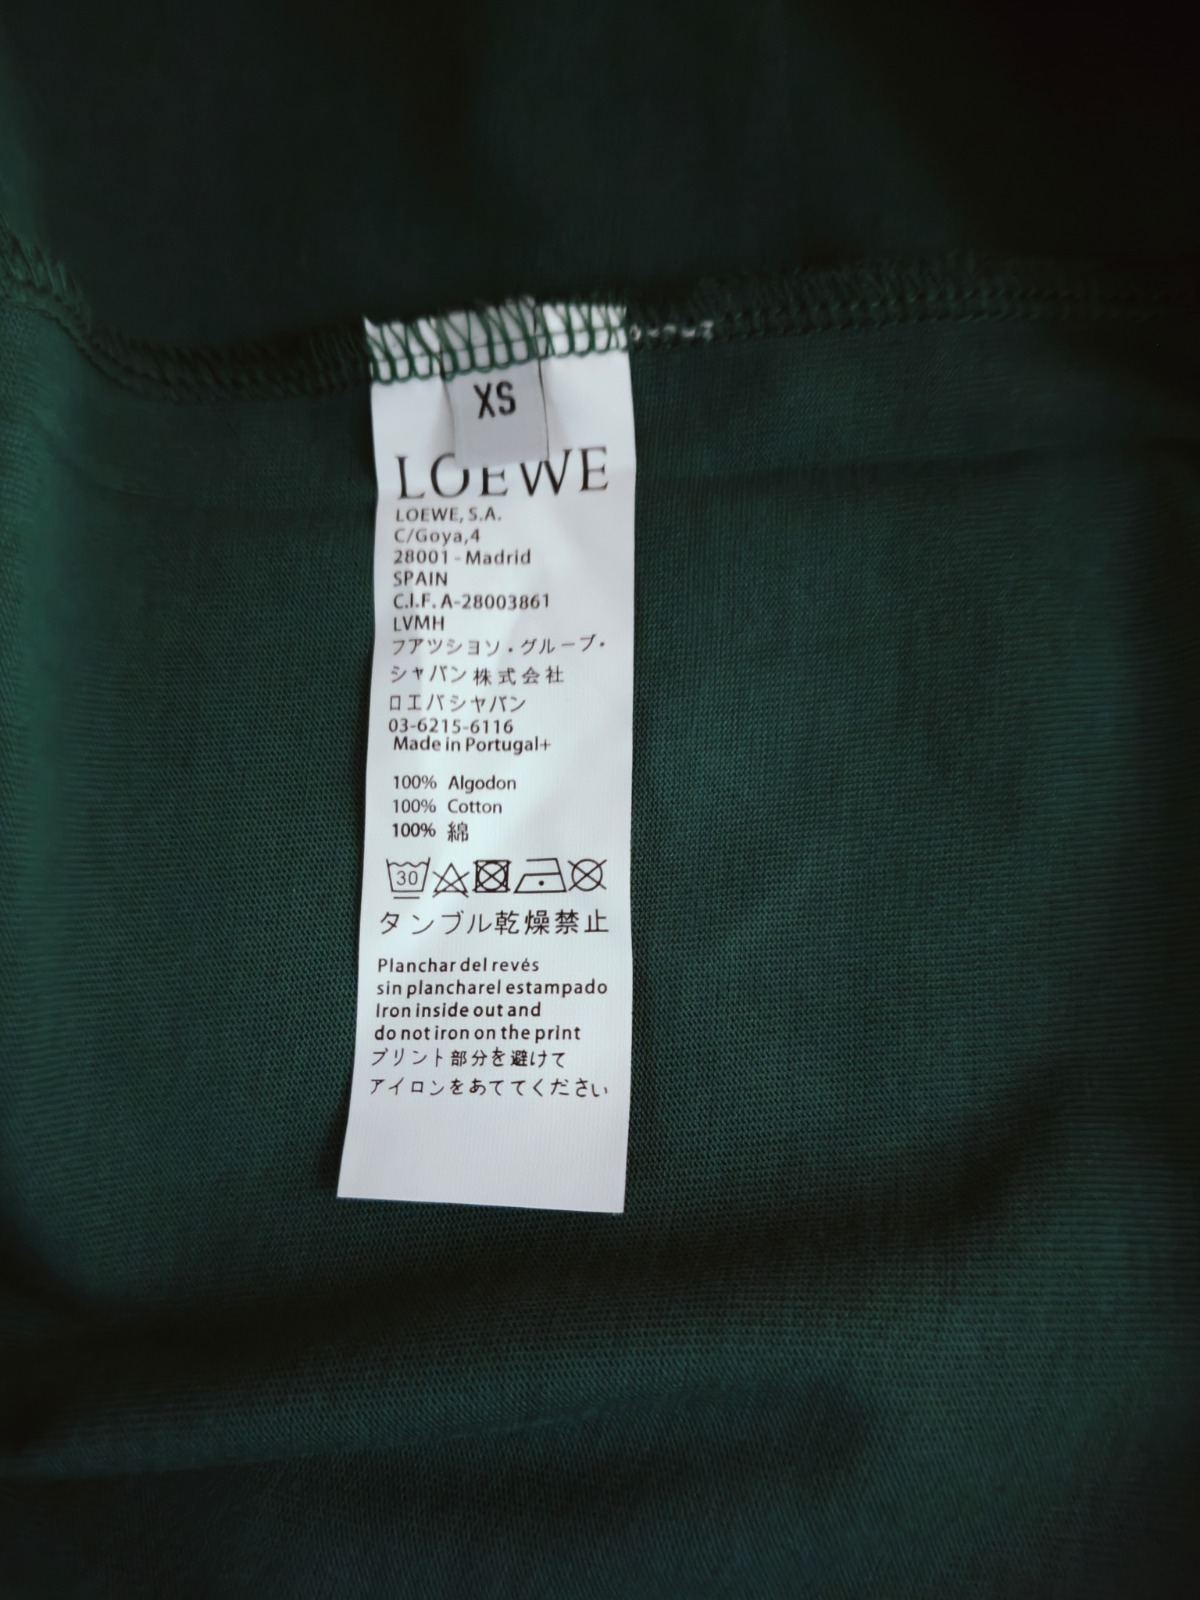 XS
LOEWE
LOEWE, S.A.
C/Goya,4
28001 - Madrid
SPAIN
C.I.F. A-28003861
LVMH
フアツシヨソ・グループ・
シャバン株式会社
ロエバシャバン
03-6215-6116
Made in Portugal+
100% Algodon
100% Cotton
100% 綿
30
タンブル乾燥禁止
Planchar del revés
sin plancharel estampado
Iron inside out and
do not iron on the print
プリント部分を避けて
アイロンをあててください